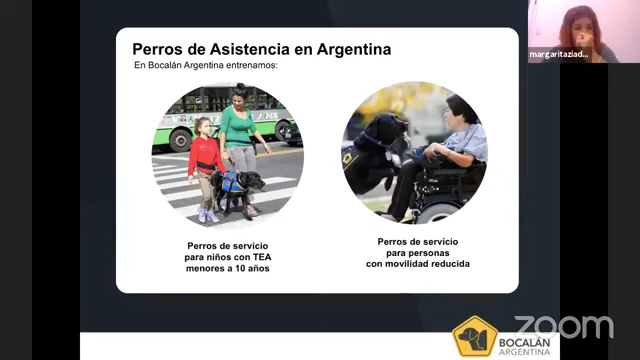 Perros de Asistencia en Argentina
En Bocalán Argentina entrenamos:
Perros de servicio
para niños con TEA
menores a 10 años
Perros de servicio
para personas
con movilidad reducida
margaritaziad...
zoom
BOCALÁN
ARGENTINA